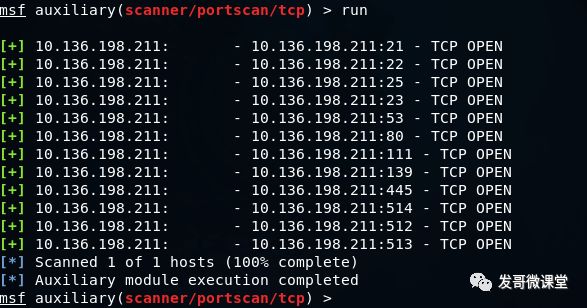 msf auxiliary(scanner/portscan/tcp) > run
[+] 10.136.198.211:       - 10.136.198.211:21 - TCP OPEN
[+] 10.136.198.211:       - 10.136.198.211:22 - TCP OPEN
[+] 10.136.198.211:       - 10.136.198.211:25 - TCP OPEN
[+] 10.136.198.211:       - 10.136.198.211:23 - TCP OPEN
[+] 10.136.198.211:       - 10.136.198.211:53 - TCP OPEN
[+] 10.136.198.211:       - 10.136.198.211:80 - TCP OPEN
[+] 10.136.198.211:       - 10.136.198.211:111 - TCP OPEN
[+] 10.136.198.211:       - 10.136.198.211:139 - TCP OPEN
[+] 10.136.198.211:       - 10.136.198.211:445 - TCP OPEN
[+] 10.136.198.211:       - 10.136.198.211:514 - TCP OPEN
[+] 10.136.198.211:       - 10.136.198.211:512 - TCP OPEN
[+] 10.136.198.211:       - 10.136.198.211:513 - TCP OPEN
[*] Scanned 1 of 1 hosts (100% complete)
[*] Auxiliary module execution completed
msf auxiliary(scanner/portscan/tcp) >
发哥微课堂